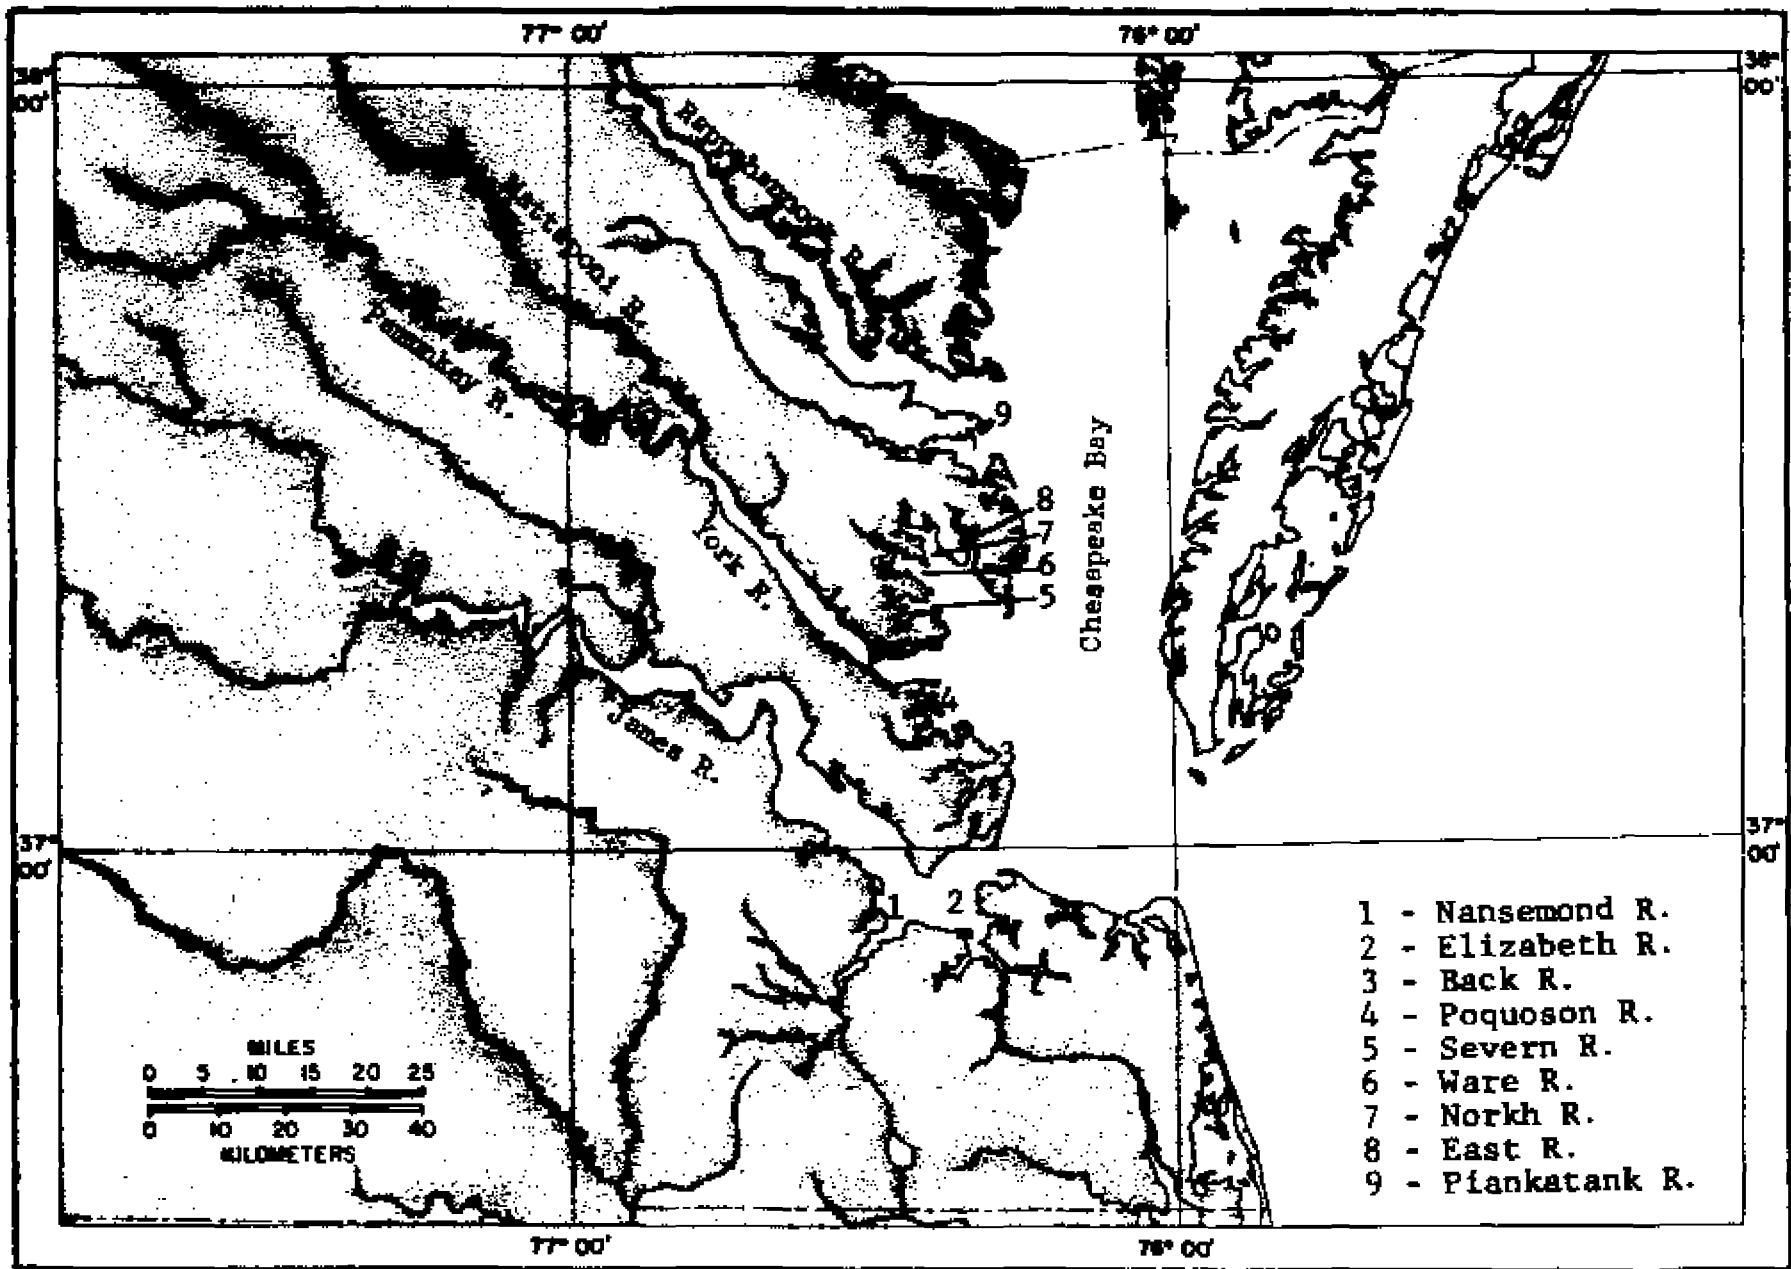 77° 00'
76° 00'
38°
00'
38°
00'
Rappahannock R.
Mattaponi R.
Pamunkey R.
9
Chesapeake Bay
8
7
6
5
York R.
4
James R.
3
37°
00'
37°
00'
1
2
1 - Nansemond R.
2 - Elizabeth R.
3 - Back R.
4 - Poquoson R.
5 - Severn R.
6 - Ware R.
7 - Norkh R.
8 - East R.
9 - Piankatank R.
MILES
0 5 10 15 20 25
0 10 20 30 40
KILOMETERS
77° 00'
76° 00'